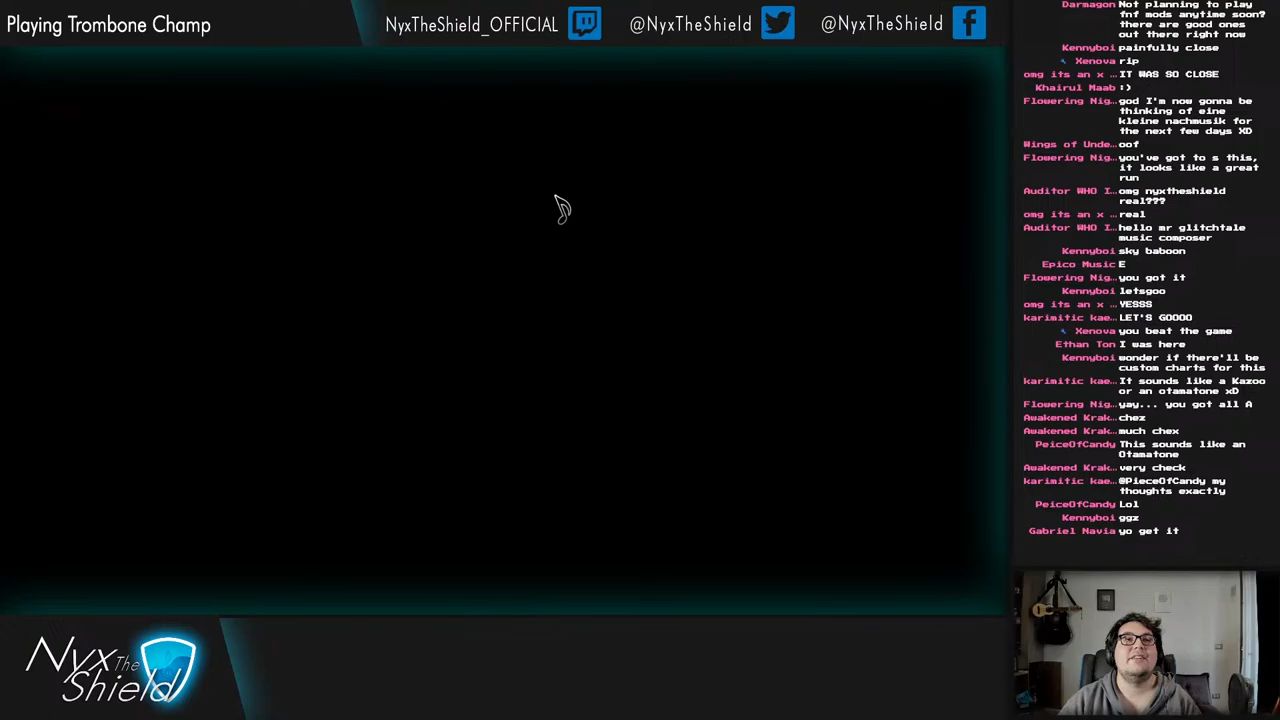 Playing Trombone Champ
NyxTheShield_OFFICIAL
@NyxTheShield
@NyxTheShield
Darmagon Not planning to play
fnf mods anytime soon?
there are good ones
out there right now
Kennyboi painfully close
Xenova rip
omg its an x ... IT WAS SO CLOSE
Khairul Maab :)
Flowering Nig... god I'm now gonna be
thinking of eine
kleine nachmusik for
the next few days XD
Wings of Unde... oof
Flowering Nig... you've got to s this,
it looks like a great
run
Auditor WHO I... omg nyxtheshield
real???
omg its an x ... real
Auditor WHO I... hello mr glitchtale
music composer
Kennyboi sky baboon
Epico Music E
Flowering Nig... you got it
Kennyboi letsgoo
omg its an x ... YESSS
karimitic kae... LET'S GOOOO
Xenova you beat the game
Ethan Ton I was here
Kennyboi wonder if there'll be
custom charts for this
karimitic kae... It sounds like a Kazoo
or an otamatone xD
Flowering Nig... yay... you got all A
Awakened Krak... chez
Awakened Krak... much chex
PeiceOfCandy This sounds like an
Otamatone
Awakened Krak... very check
karimitic kae... @PieceOfCandy my
thoughts exactly
PeiceOfCandy Lol
Kennyboi ggz
Gabriel Navia yo get it
Nyx The
Shield